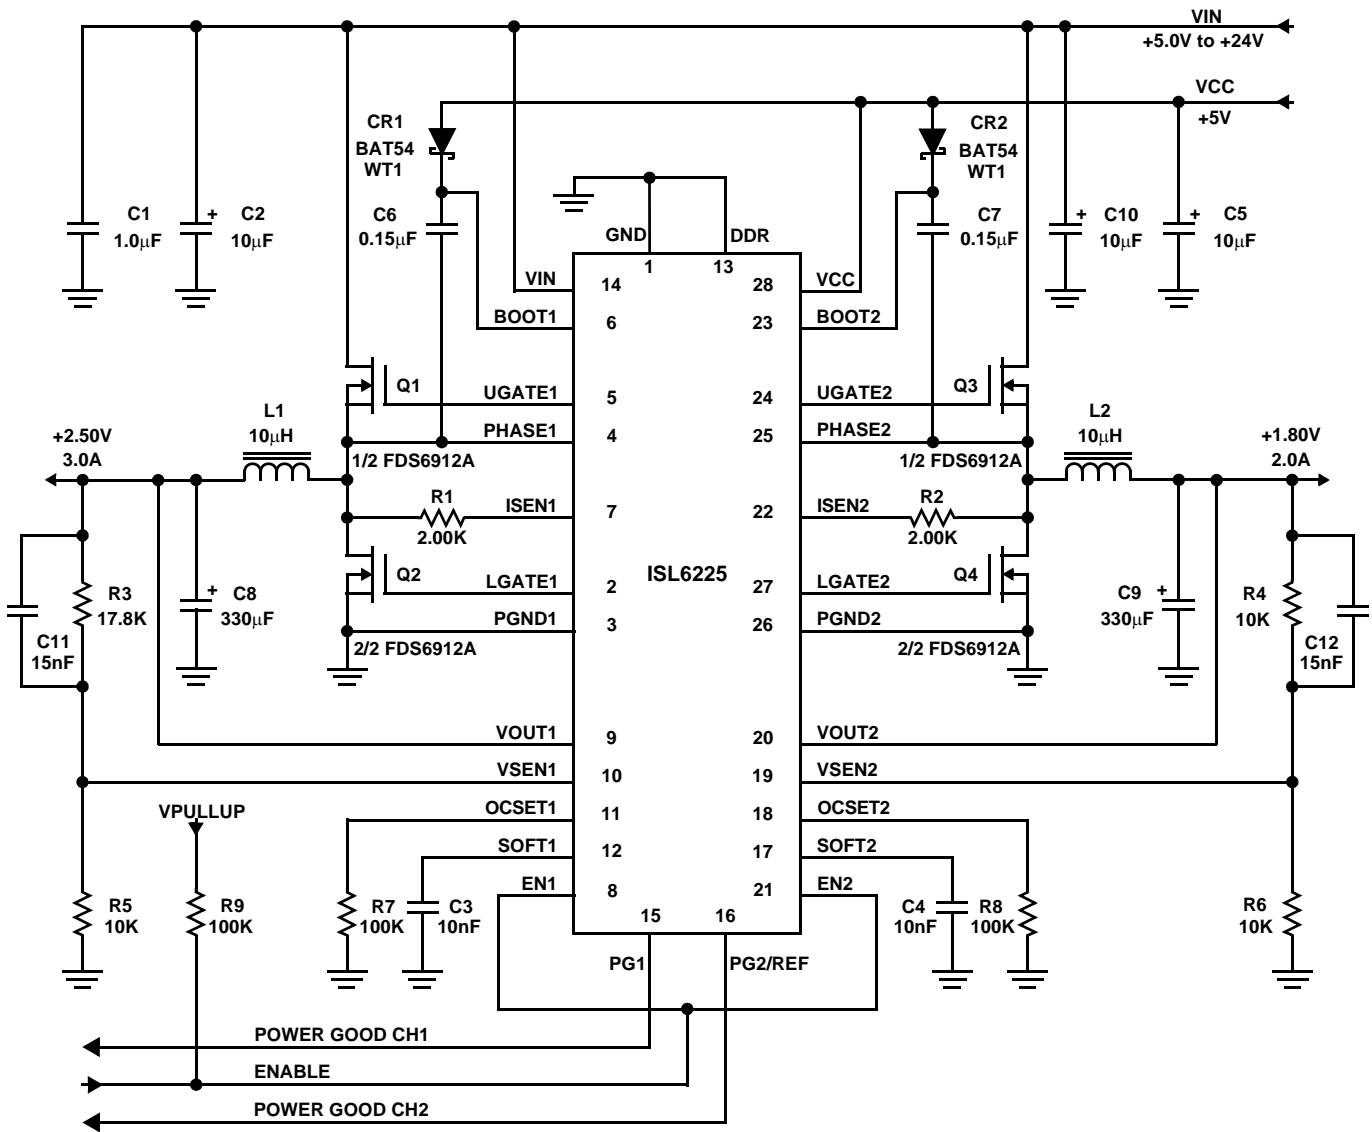 VIN
+5.0V to +24V
VCC
+5V
CR1
BAT54
WT1
CR2
BAT54
WT1
C1
1.0μF
+
C2
10μF
C6
0.15μF
GND
DDR
C7
0.15μF
+
C10
10μF
+
C5
10μF
1
13
VIN
14
28
VCC
BOOT1
6
23
BOOT2
Q1
UGATE1
5
24
UGATE2
Q3
L1
10μH
PHASE1
4
25
PHASE2
L2
10μH
+2.50V
3.0A
1/2 FDS6912A
1/2 FDS6912A
+1.80V
2.0A
R1
2.00K
ISEN1
7
22
ISEN2
R2
2.00K
ISL6225
Q2
LGATE1
2
27
LGATE2
Q4
R3
17.8K
+
C8
330μF
PGND1
3
26
PGND2
C9
330μF
+
R4
10K
C11
15nF
2/2 FDS6912A
2/2 FDS6912A
C12
15nF
VOUT1
9
20
VOUT2
VSEN1
10
19
VSEN2
VPULLUP
OCSET1
11
18
OCSET2
SOFT1
12
17
SOFT2
EN1
8
21
EN2
R5
10K
R9
100K
R7
100K
C3
10nF
15
16
C4
10nF
R8
100K
R6
10K
PG1
PG2/REF
POWER GOOD CH1
ENABLE
POWER GOOD CH2